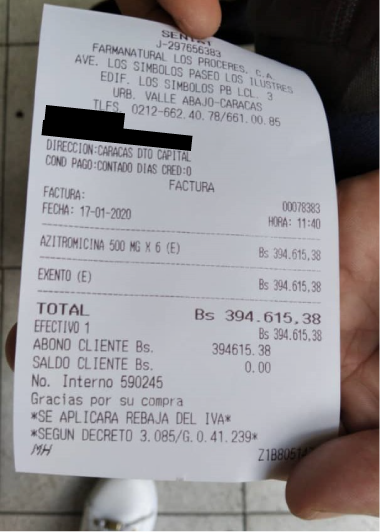 SENIAT
J-297656383
FARMANATURAL LOS PROCERES, C.A
AVE. LOS SIMBOLOS PASEO LOS ILUSTRES
EDIF. LOS SIMBOLOS PB LCL. 3
URB. VALLE ABAJO-CARACAS
TLFS. 0212-662.40.78/661.00.85
DIRECCION:CARACAS DTO CAPITAL
COND PAGO:CONTADO DIAS CRED:0
FACTURA
FACTURA: 00078383
FECHA: 17-01-2020 HORA: 11:40
AZITROMICINA 500 MG X 6 (E) Bs 394.615,38
EXENTO (E) Bs 394.615,38
TOTAL Bs 394.615,38
EFECTIVO 1 Bs 394.615,38
ABONO CLIENTE Bs. 394615.38
SALDO CLIENTE Bs. 0.00
No. Interno 590245
Gracias por su compra
*SE APLICARA REBAJA DEL IVA*
*SEGUN DECRETO 3.085/G.O.41.239*
MH